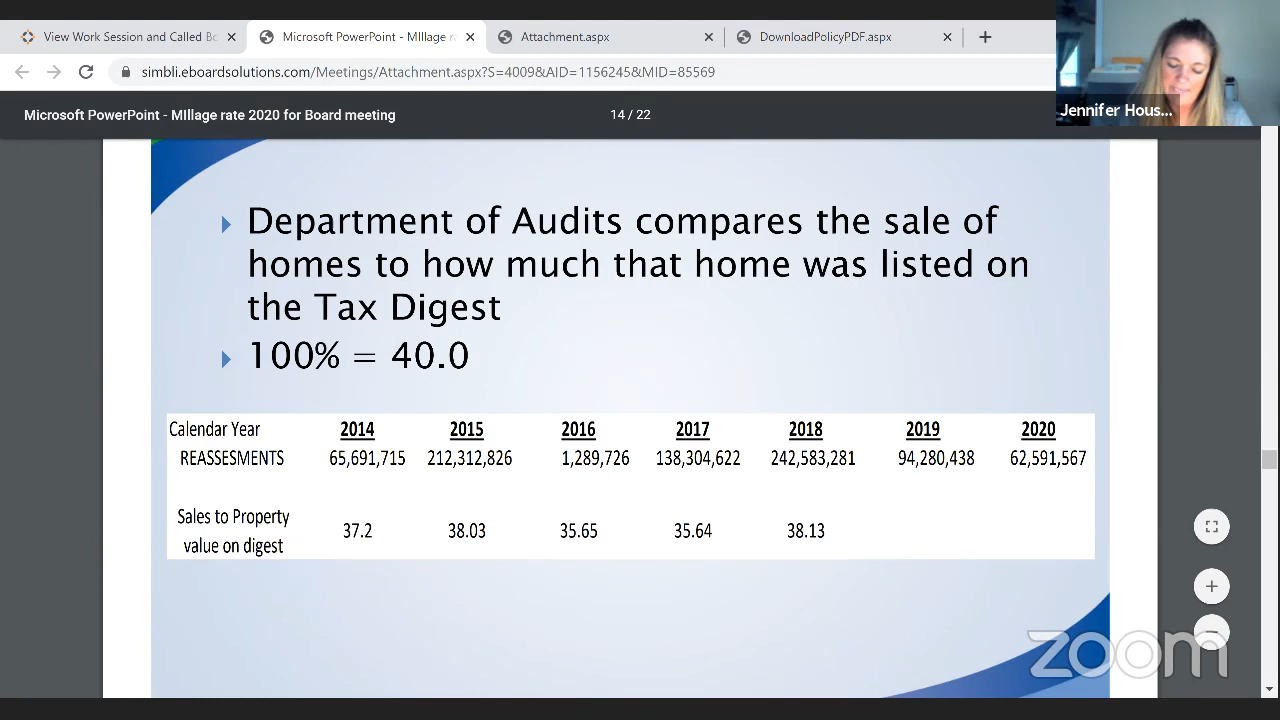 View Work Session and Called Bo
Microsoft PowerPoint - MIllage ra
Attachment.aspx
DownloadPolicyPDF.aspx
simbli.eboardsolutions.com/Meetings/Attachment.aspx?S=4009&AID=1156245&MID=85569
Jennifer Hous...
Microsoft PowerPoint - MIllage rate 2020 for Board meeting
14 / 22
Department of Audits compares the sale of
homes to how much that home was listed on
the Tax Digest
100% = 40.0
Calendar Year 2014 2015 2016 2017 2018 2019 2020
REASSESMENTS 65,691,715 212,312,826 1,289,726 138,304,622 242,583,281 94,280,438 62,591,567
Sales to Property
value on digest 37.2 38.03 35.65 35.64 38.13
zoom